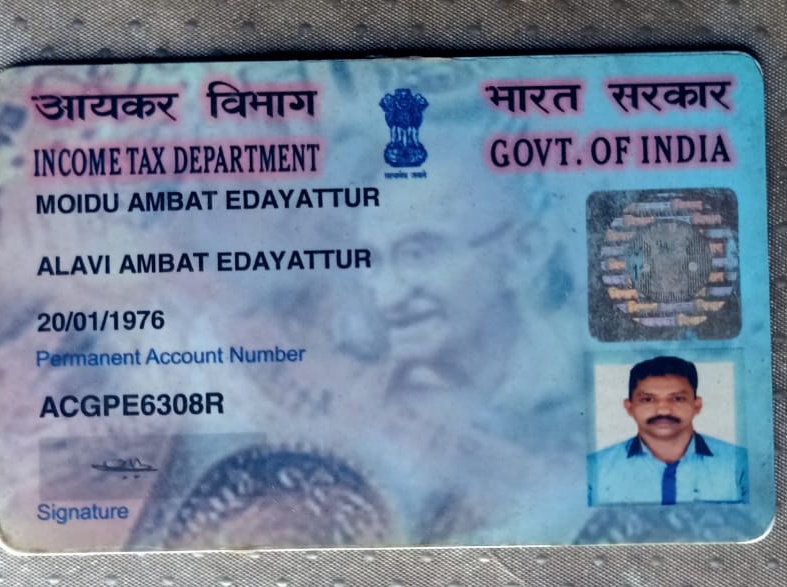 आयकर विभाग भारत सरकार
INCOME TAX DEPARTMENT GOVT. OF INDIA
सत्यमेव जयते
MOIDU AMBAT EDAYATTUR
ALAVI AMBAT EDAYATTUR
20/01/1976
Permanent Account Number
ACGPE6308R
Signature